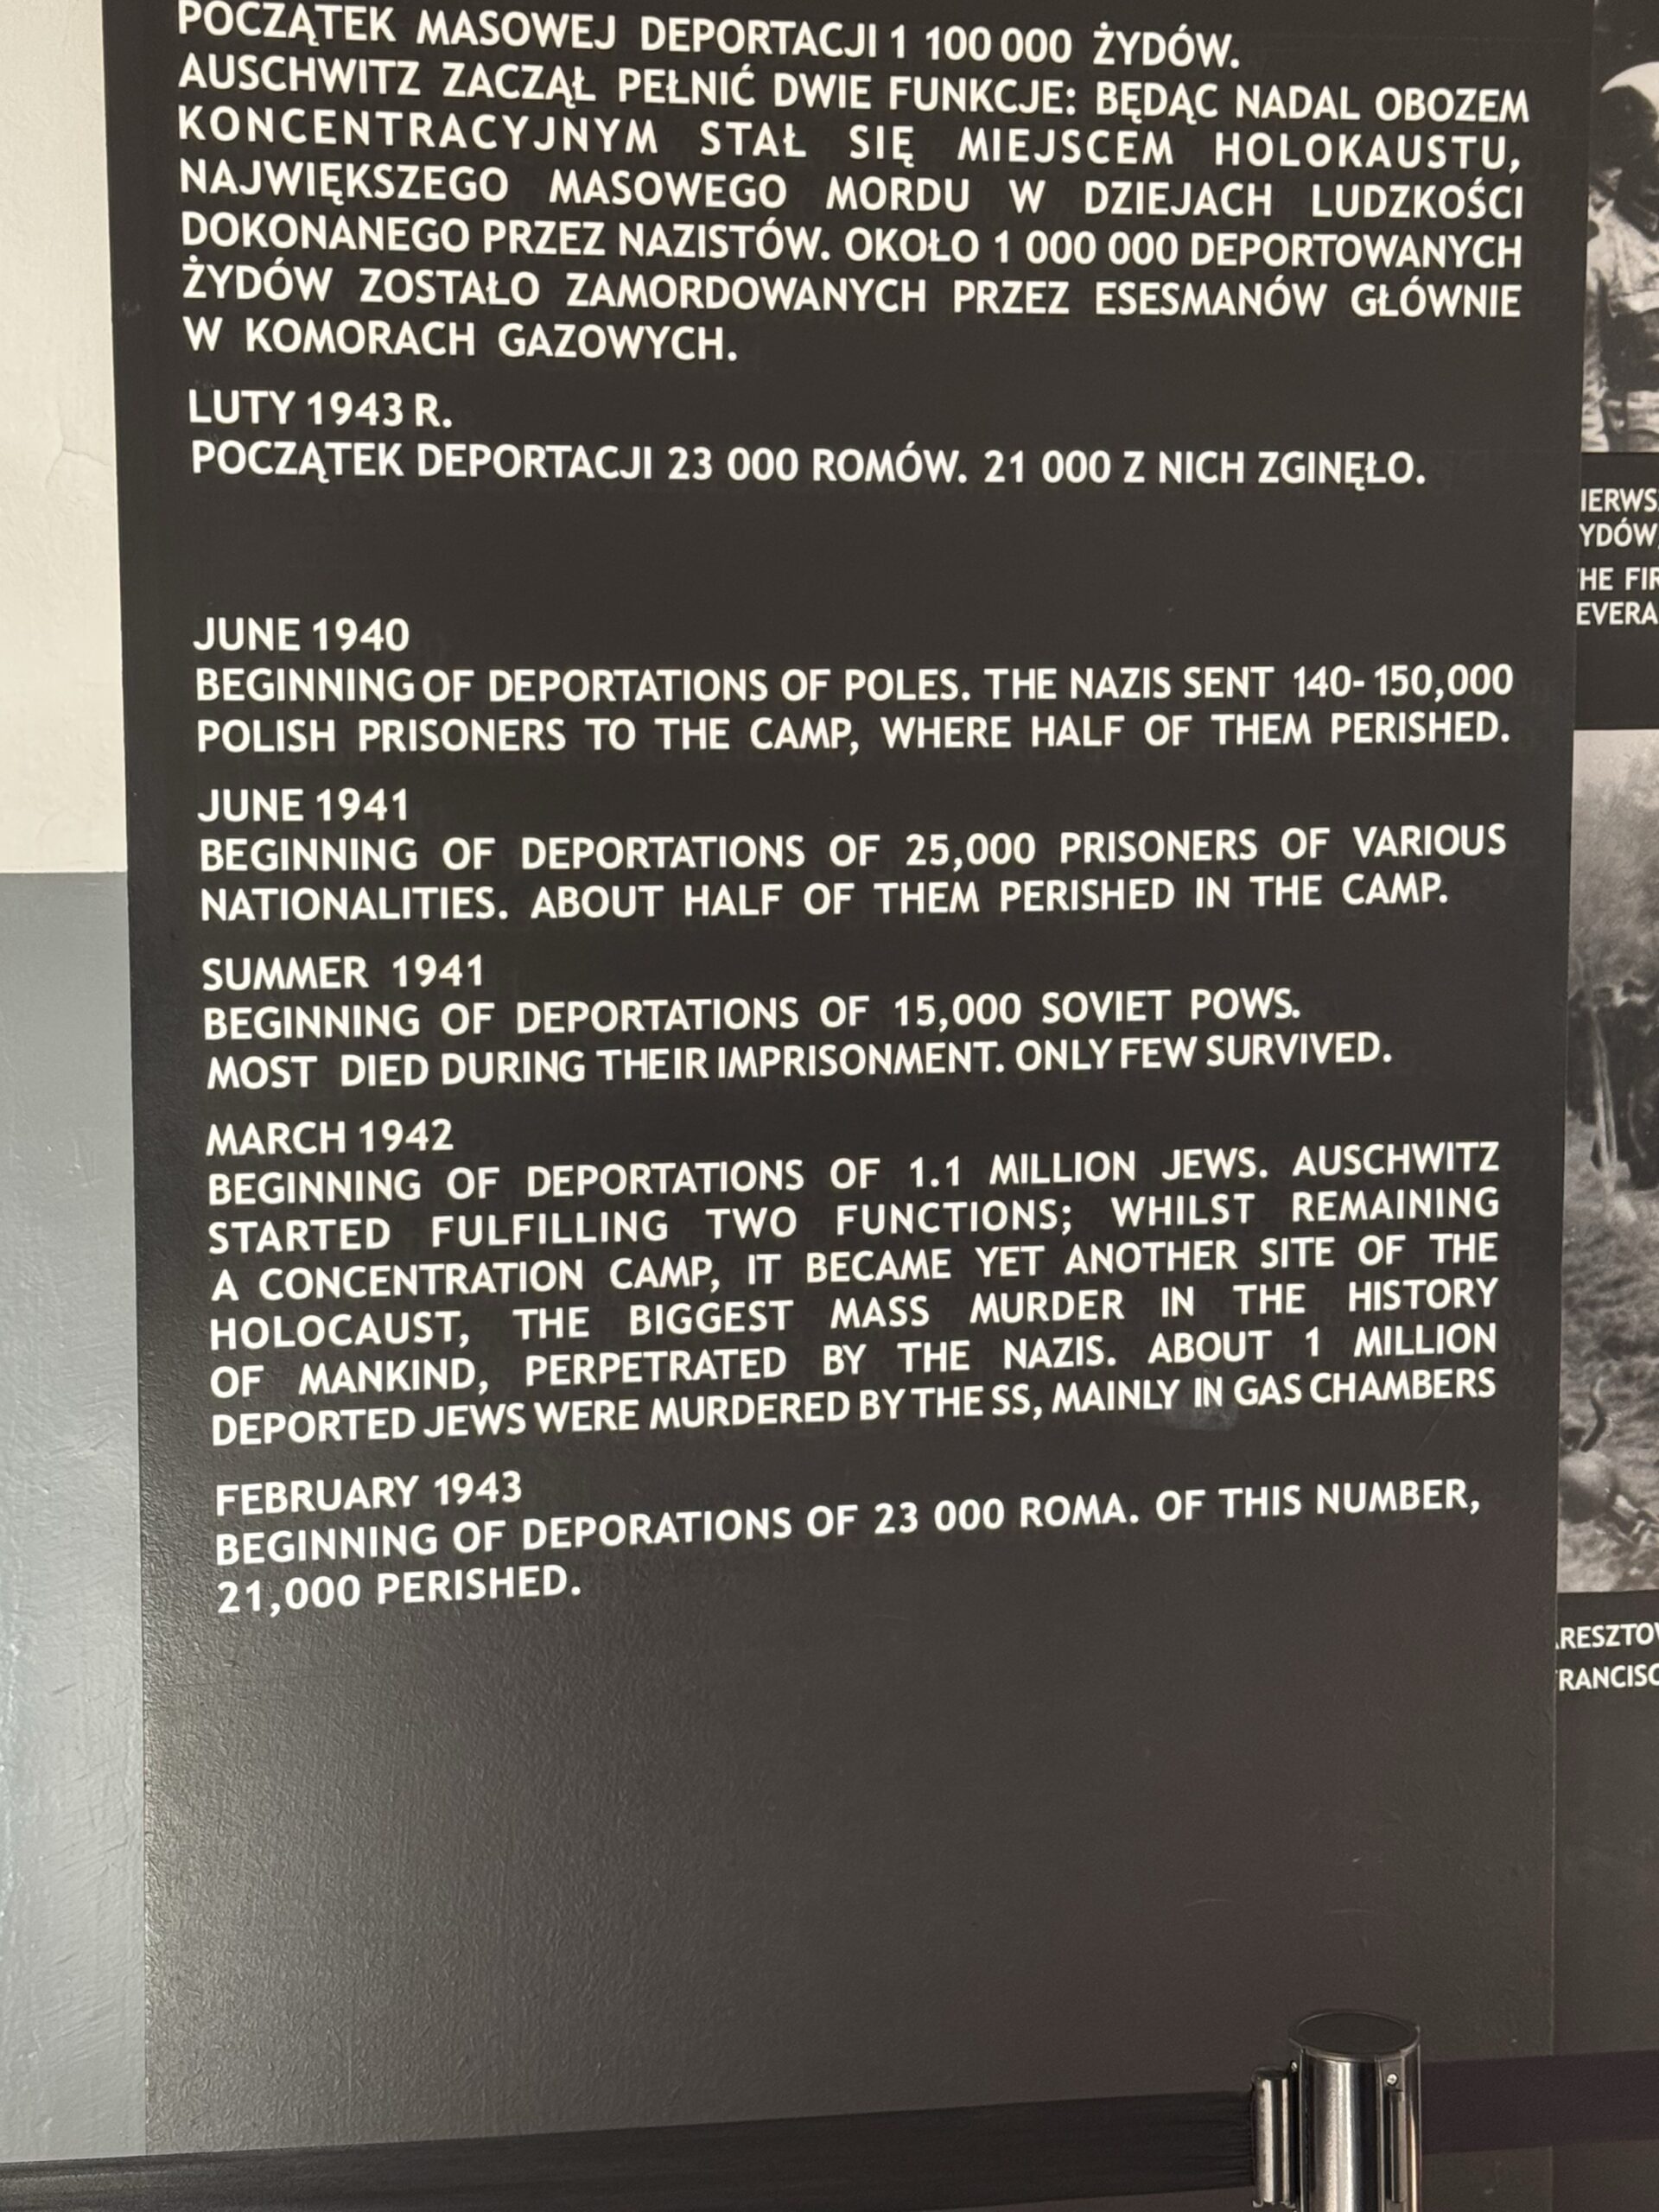 POCZĄTEK MASOWEJ DEPORTACJI 1 100 000 ŻYDÓW.
AUSCHWITZ ZACZĄŁ PEŁNIĆ DWIE FUNKCJE: BĘDĄC NADAL OBOZEM
KONCENTRACYJNYM STAŁ SIĘ MIEJSCEM HOLOKAUSTU,
NAJWIĘKSZEGO MASOWEGO MORDU W DZIEJACH LUDZKOŚCI
DOKONANEGO PRZEZ NAZISTÓW. OKOŁO 1 000 000 DEPORTOWANYCH
ŻYDÓW ZOSTAŁO ZAMORDOWANYCH PRZEZ ESESMANÓW GŁÓWNIE
W KOMORACH GAZOWYCH.
LUTY 1943 R.
POCZĄTEK DEPORTACJI 23 000 ROMÓW. 21 000 Z NICH ZGINĘŁO.
JUNE 1940
BEGINNING OF DEPORTATIONS OF POLES. THE NAZIS SENT 140-150,000
POLISH PRISONERS TO THE CAMP, WHERE HALF OF THEM PERISHED.
JUNE 1941
BEGINNING OF DEPORTATIONS OF 25,000 PRISONERS OF VARIOUS
NATIONALITIES. ABOUT HALF OF THEM PERISHED IN THE CAMP.
SUMMER 1941
BEGINNING OF DEPORTATIONS OF 15,000 SOVIET POWS.
MOST DIED DURING THEIR IMPRISONMENT. ONLY FEW SURVIVED.
MARCH 1942
BEGINNING OF DEPORTATIONS OF 1.1 MILLION JEWS. AUSCHWITZ
STARTED FULFILLING TWO FUNCTIONS; WHILST REMAINING
A CONCENTRATION CAMP, IT BECAME YET ANOTHER SITE OF THE
HOLOCAUST, THE BIGGEST MASS MURDER IN THE HISTORY
OF MANKIND, PERPETRATED BY THE NAZIS. ABOUT 1 MILLION
DEPORTED JEWS WERE MURDERED BY THE SS, MAINLY IN GAS CHAMBERS
FEBRUARY 1943
BEGINNING OF DEPORATIONS OF 23 000 ROMA. OF THIS NUMBER,
21,000 PERISHED.
IERWS
YDÓW
HE FIR
EVERA
RESZTO
RANCISC